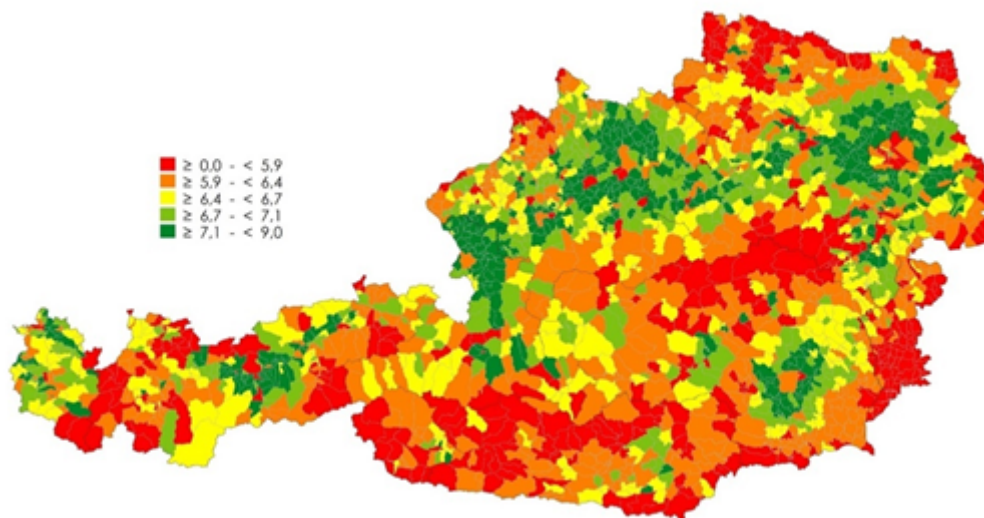 ≥ 0,0 - < 5,9
≥ 5,9 - < 6,4
≥ 6,4 - < 6,7
≥ 6,7 - < 7,1
≥ 7,1 - < 9,0